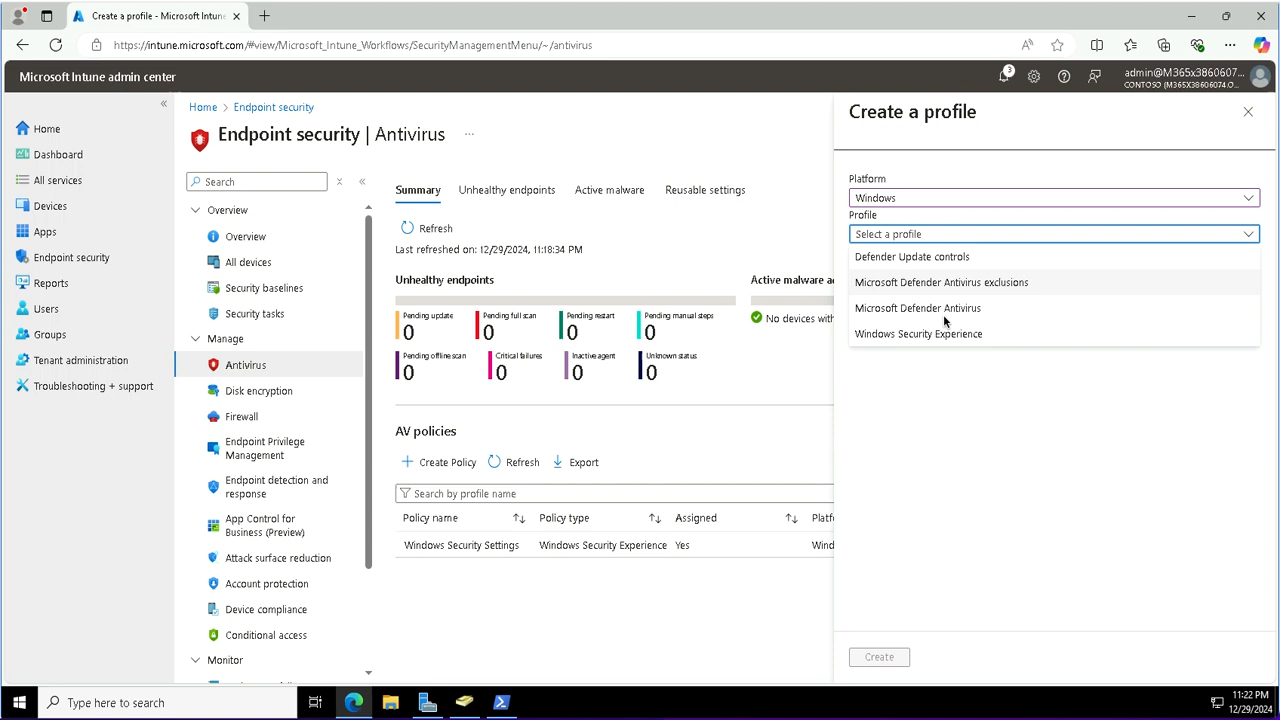 Create a profile - Microsoft Intune
https://intune.microsoft.com/#view/Microsoft_Intune_Workflows/SecurityManagementMenu/~/antivirus
Microsoft Intune admin center
3
admin@M365x3860607...
CONTOSO (M365X38606074.O...
Home
Dashboard
All services
Devices
Apps
Endpoint security
Reports
Users
Groups
Tenant administration
Troubleshooting + support
Home > Endpoint security
Endpoint security | Antivirus
Search
Overview
Overview
All devices
Security baselines
Security tasks
Manage
Antivirus
Disk encryption
Firewall
Endpoint Privilege
Management
Endpoint detection and
response
App Control for
Business (Preview)
Attack surface reduction
Account protection
Device compliance
Conditional access
Monitor
Summary
Unhealthy endpoints
Active malware
Reusable settings
Refresh
Last refreshed on: 12/29/2024, 11:18:34 PM
Unhealthy endpoints
Pending update
0
Pending full scan
0
Pending restart
0
Pending manual steps
0
Pending offline scan
0
Critical failures
0
Inactive agent
0
Unknown status
0
Active malware ac
No devices with
AV policies
Create Policy
Refresh
Export
Search by profile name
Policy name Policy type Assigned Platf
Windows Security Settings Windows Security Experience Yes Wind
Create a profile
Platform
Windows
Profile
Select a profile
Defender Update controls
Microsoft Defender Antivirus exclusions
Microsoft Defender Antivirus
Windows Security Experience
Create
Type here to search
11:22 PM
12/29/2024